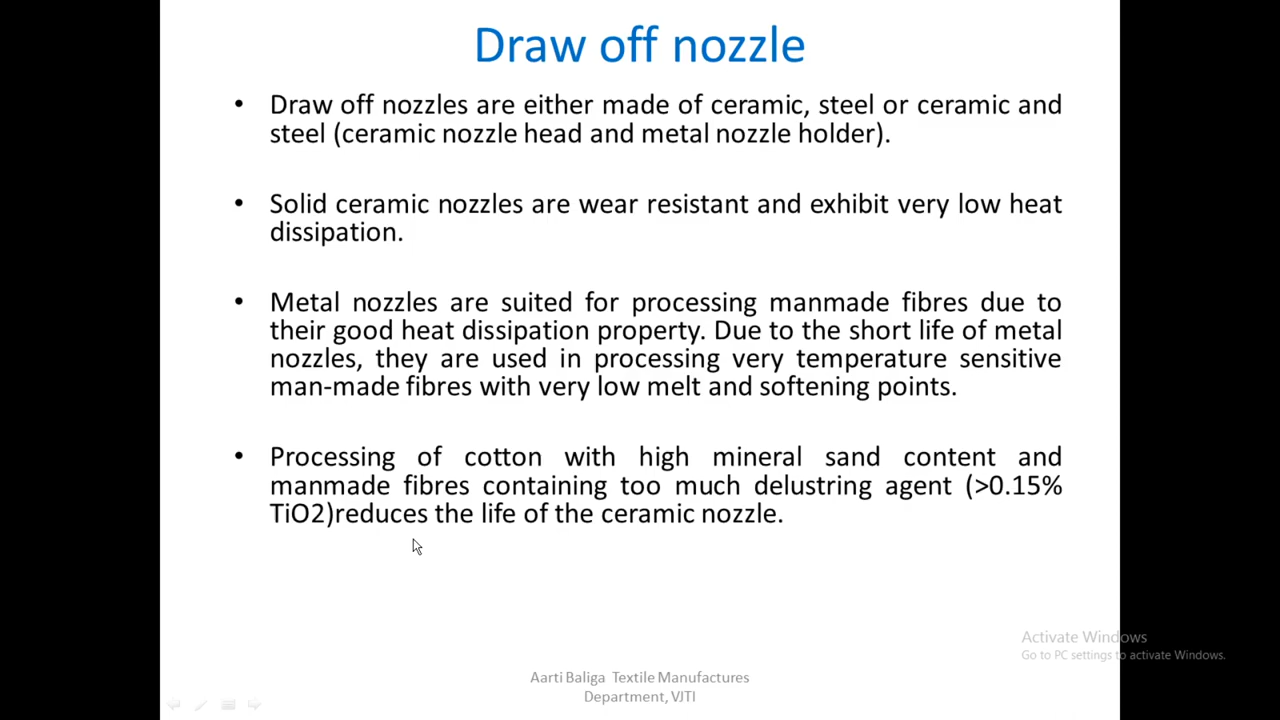 Draw off nozzle
• Draw off nozzles are either made of ceramic, steel or ceramic and
steel (ceramic nozzle head and metal nozzle holder).
• Solid ceramic nozzles are wear resistant and exhibit very low heat
dissipation.
• Metal nozzles are suited for processing manmade fibres due to
their good heat dissipation property. Due to the short life of metal
nozzles, they are used in processing very temperature sensitive
man-made fibres with very low melt and softening points.
• Processing of cotton with high mineral sand content and
manmade fibres containing too much delustring agent (>0.15%
TiO2)reduces the life of the ceramic nozzle.
Activate Windows
Go to PC settings to activate Windows.
Aarti Baliga Textile Manufactures
Department, VJTI